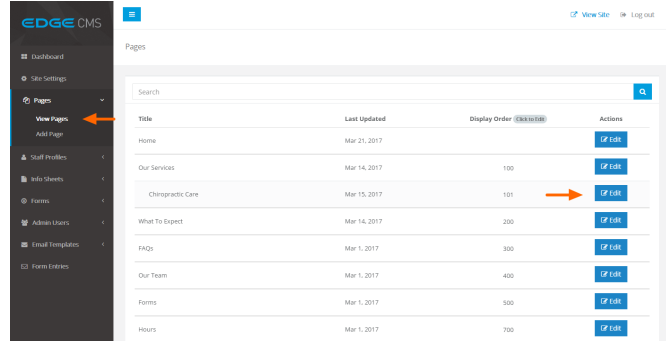 EDGE CMS
View Site Log out
Pages
Dashboard
Site Settings
Pages
View Pages
Add Page
Staff Profiles
Info Sheets
Forms
Admin Users
Email Templates
Form Entries
Search
Title Last Updated Display Order Click to Edit Actions
Home Mar 21, 2017 Edit
Our Services Mar 14, 2017 100 Edit
Chiropractic Care Mar 15, 2017 101 Edit
What To Expect Mar 14, 2017 200 Edit
FAQs Mar 1, 2017 300 Edit
Our Team Mar 1, 2017 400 Edit
Forms Mar 1, 2017 500 Edit
Hours Mar 1, 2017 700 Edit